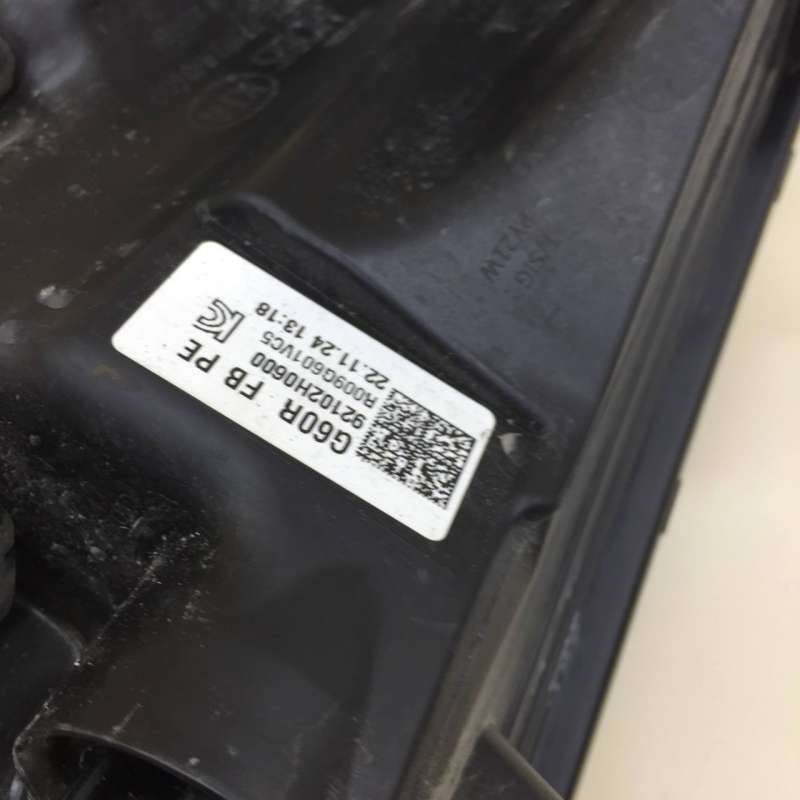 G60R FB PE
92102H0600
R009G601VC5
22.11.24 13:18